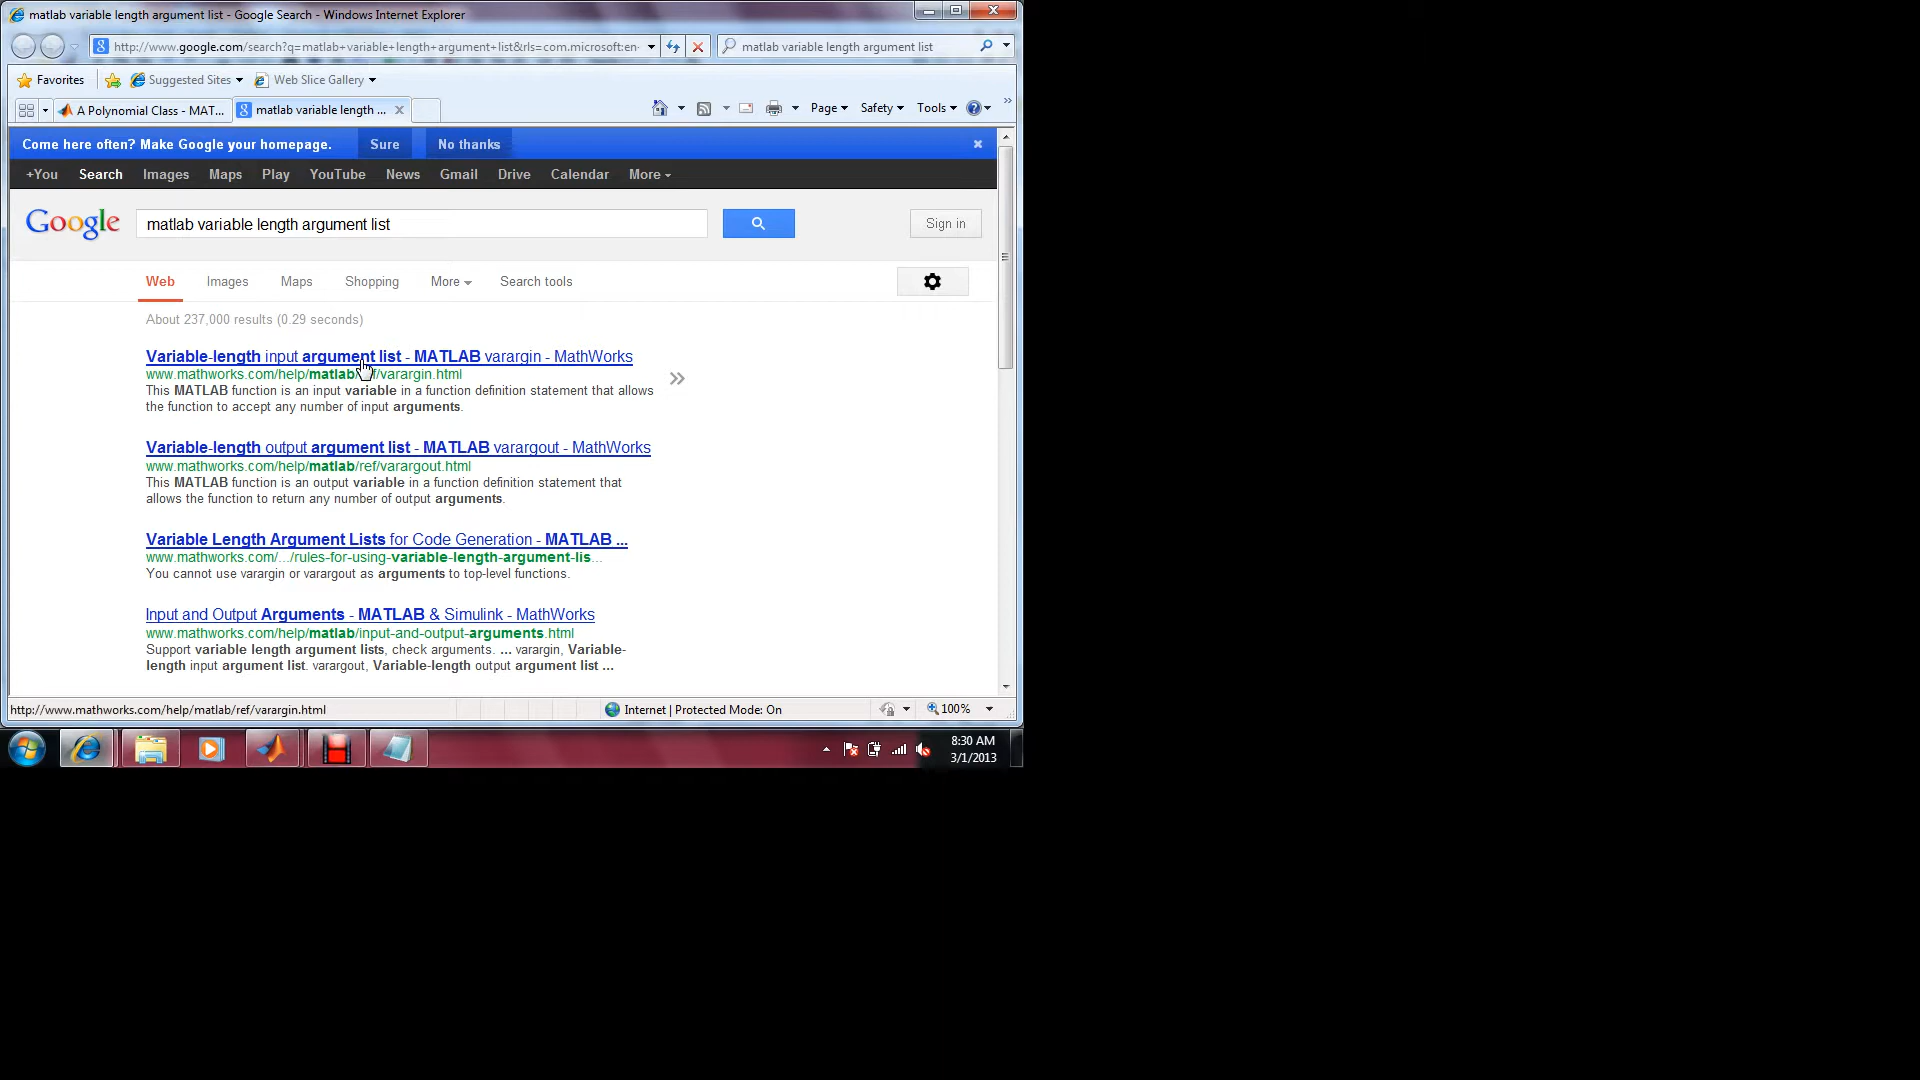 matlab variable length argument list - Google Search - Windows Internet Explorer
http://www.google.com/search?q=matlab+variable+length+argument+list&rls=com.microsoft:en- matlab variable length argument list
Favorites Suggested Sites Web Slice Gallery
A Polynomial Class - MAT... matlab variable length ... Page Safety Tools
Come here often? Make Google your homepage. Sure No thanks
+You Search Images Maps Play YouTube News Gmail Drive Calendar More
Google matlab variable length argument list Sign in
Web Images Maps Shopping More Search tools
About 237,000 results (0.29 seconds)
Variable-length input argument list - MATLAB varargin - MathWorks
www.mathworks.com/help/matlab/ref/varargin.html
This MATLAB function is an input variable in a function definition statement that allows
the function to accept any number of input arguments.
Variable-length output argument list - MATLAB varargout - MathWorks
www.mathworks.com/help/matlab/ref/varargout.html
This MATLAB function is an output variable in a function definition statement that
allows the function to return any number of output arguments.
Variable Length Argument Lists for Code Generation - MATLAB ...
www.mathworks.com/.../rules-for-using-variable-length-argument-lis...
You cannot use varargin or varargout as arguments to top-level functions.
Input and Output Arguments - MATLAB & Simulink - MathWorks
www.mathworks.com/help/matlab/input-and-output-arguments.html
Support variable length argument lists, check arguments. ... varargin, Variable-
length input argument list. varargout, Variable-length output argument list ...
http://www.mathworks.com/help/matlab/ref/varargin.html Internet | Protected Mode: On 100%
8:30 AM
3/1/2013